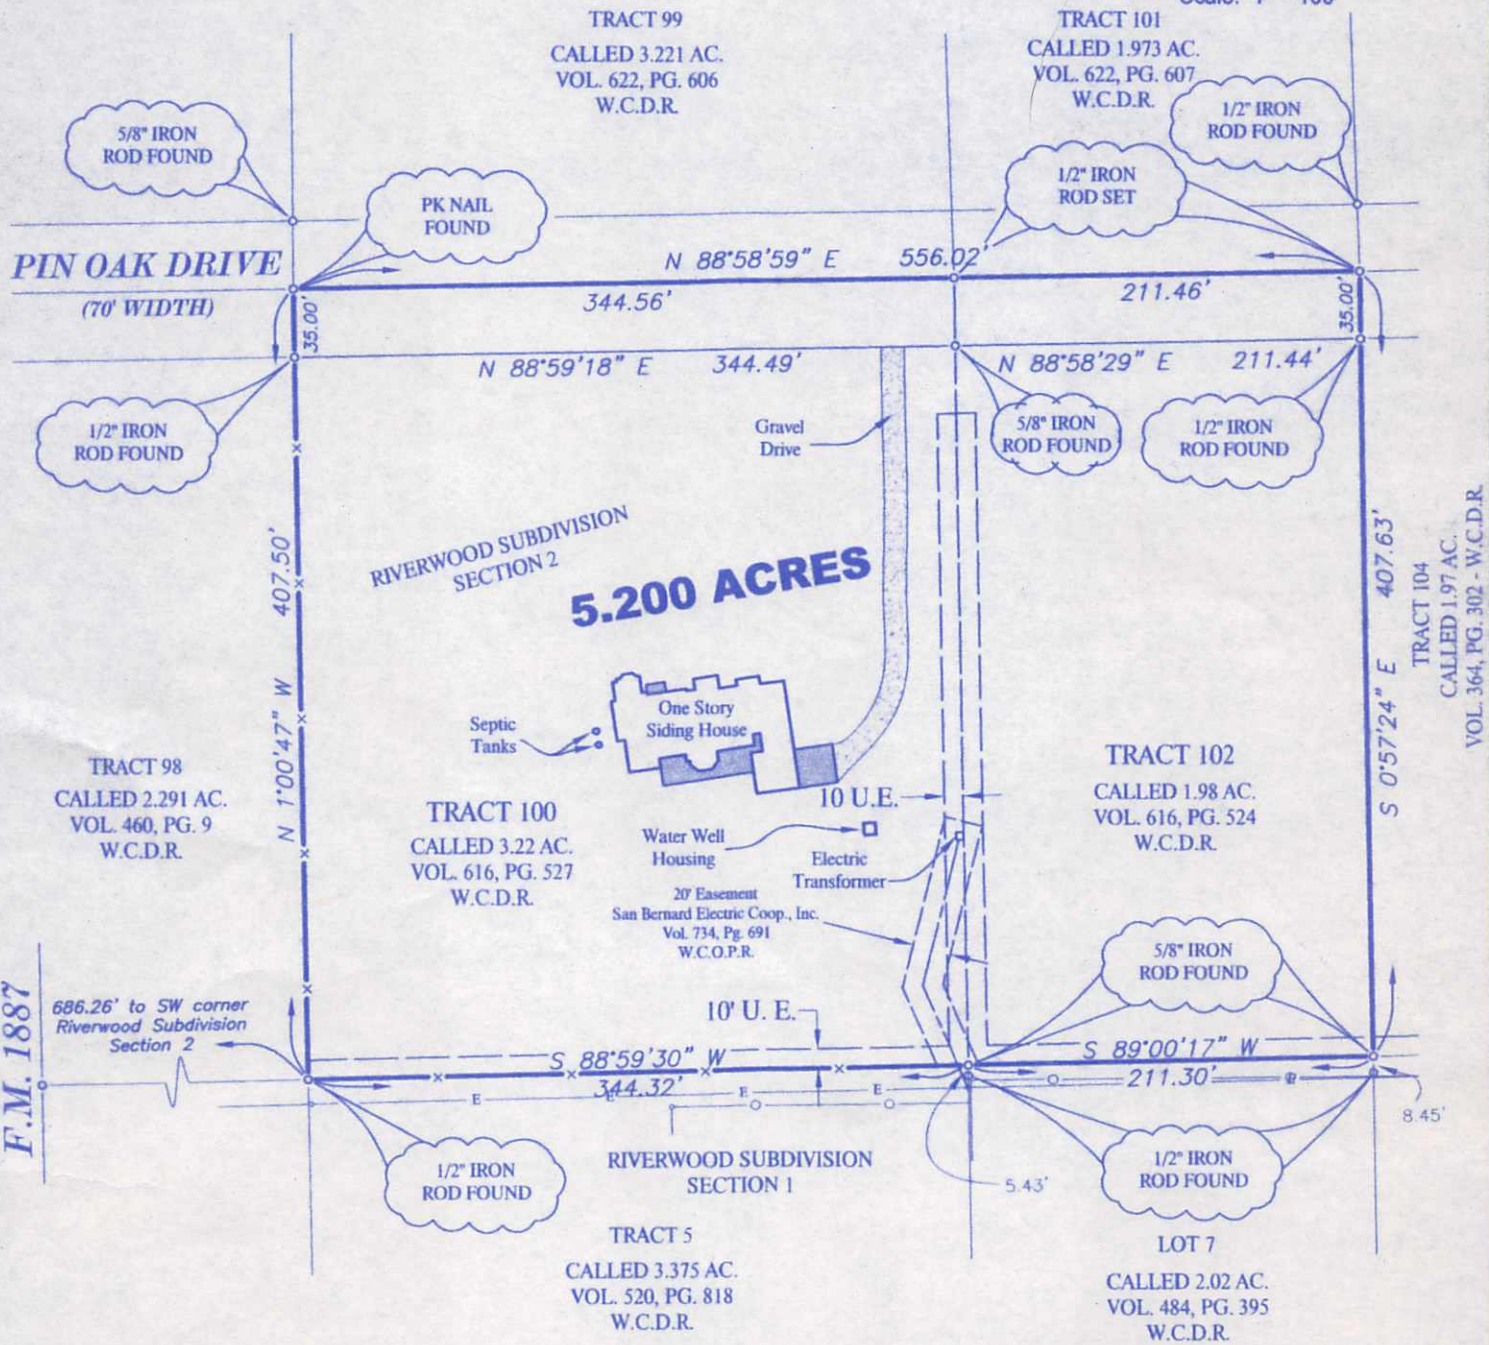 TRACT 99
CALLED 3.221 AC.
VOL. 622, PG. 606
W.C.D.R.
TRACT 101
CALLED 1.973 AC.
VOL. 622, PG. 607
W.C.D.R.
5/8" IRON
ROD FOUND
1/2" IRON
ROD FOUND
PK NAIL
FOUND
1/2" IRON
ROD SET
PIN OAK DRIVE
(70' WIDTH)
N 88°58'59" E 556.02'
344.56'
211.46'
35.00'
35.00'
N 88°59'18" E 344.49'
N 88°58'29" E 211.44'
1/2" IRON
ROD FOUND
Gravel
Drive
5/8" IRON
ROD FOUND
1/2" IRON
ROD FOUND
RIVERWOOD SUBDIVISION
SECTION 2
5.200 ACRES
N 1°00'47" W 407.50'
S 0°57'24" E 407.63'
TRACT 104
CALLED 1.97 AC.
VOL. 364, PG. 302 - W.C.D.R.
Septic
Tanks
One Story
Siding House
TRACT 98
CALLED 2.291 AC.
VOL. 460, PG. 9
W.C.D.R.
TRACT 100
CALLED 3.22 AC.
VOL. 616, PG. 527
W.C.D.R.
10 U.E.
TRACT 102
CALLED 1.98 AC.
VOL. 616, PG. 524
W.C.D.R.
Water Well
Housing
Electric
Transformer
20' Easement
San Bernard Electric Coop., Inc.
Vol. 734, Pg. 691
W.C.O.P.R.
5/8" IRON
ROD FOUND
F.M. 1887
686.26' to SW corner
Riverwood Subdivision
Section 2
10' U. E.
S 88°59'30" W
344.32'
S 89°00'17" W
211.30'
E
E
E
E
8.45'
5.43'
1/2" IRON
ROD FOUND
RIVERWOOD SUBDIVISION
SECTION 1
1/2" IRON
ROD FOUND
TRACT 5
CALLED 3.375 AC.
VOL. 520, PG. 818
W.C.D.R.
LOT 7
CALLED 2.02 AC.
VOL. 484, PG. 395
W.C.D.R.